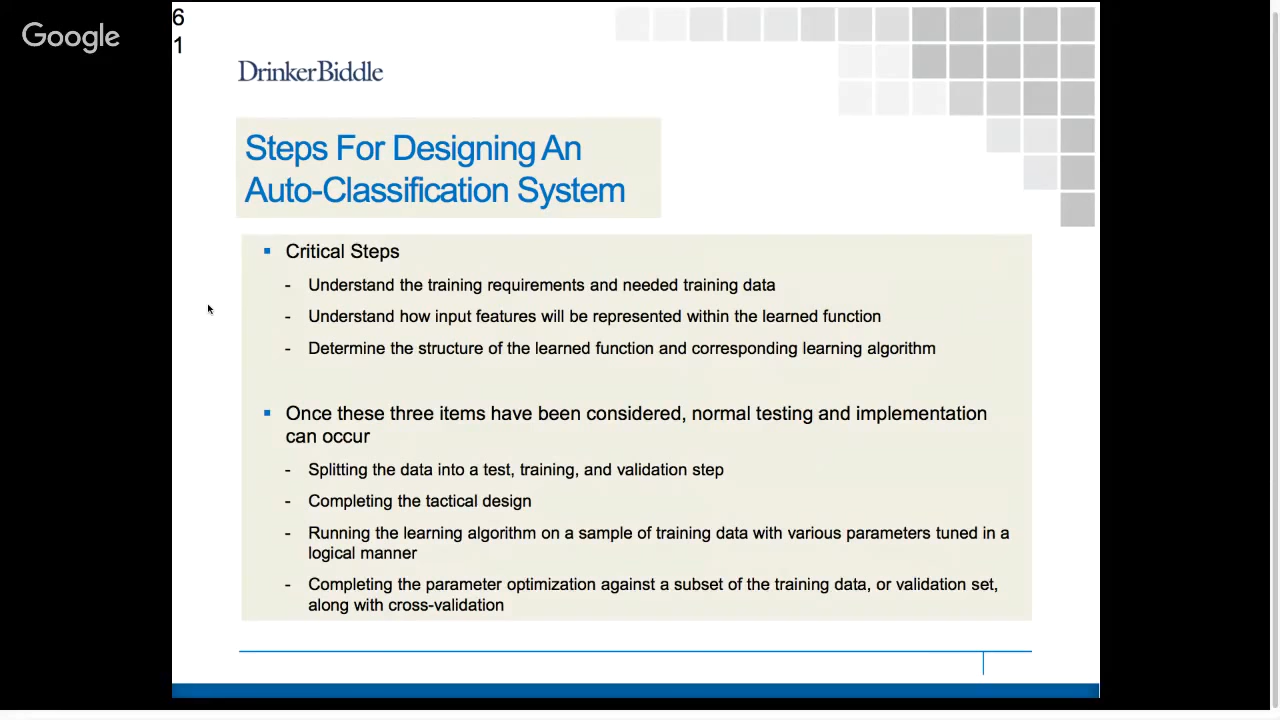 Google
6
1
DrinkerBiddle
Steps For Designing An
Auto-Classification System
Critical Steps
- Understand the training requirements and needed training data
- Understand how input features will be represented within the learned function
- Determine the structure of the learned function and corresponding learning algorithm
Once these three items have been considered, normal testing and implementation
can occur
- Splitting the data into a test, training, and validation step
- Completing the tactical design
- Running the learning algorithm on a sample of training data with various parameters tuned in a
logical manner
- Completing the parameter optimization against a subset of the training data, or validation set,
along with cross-validation